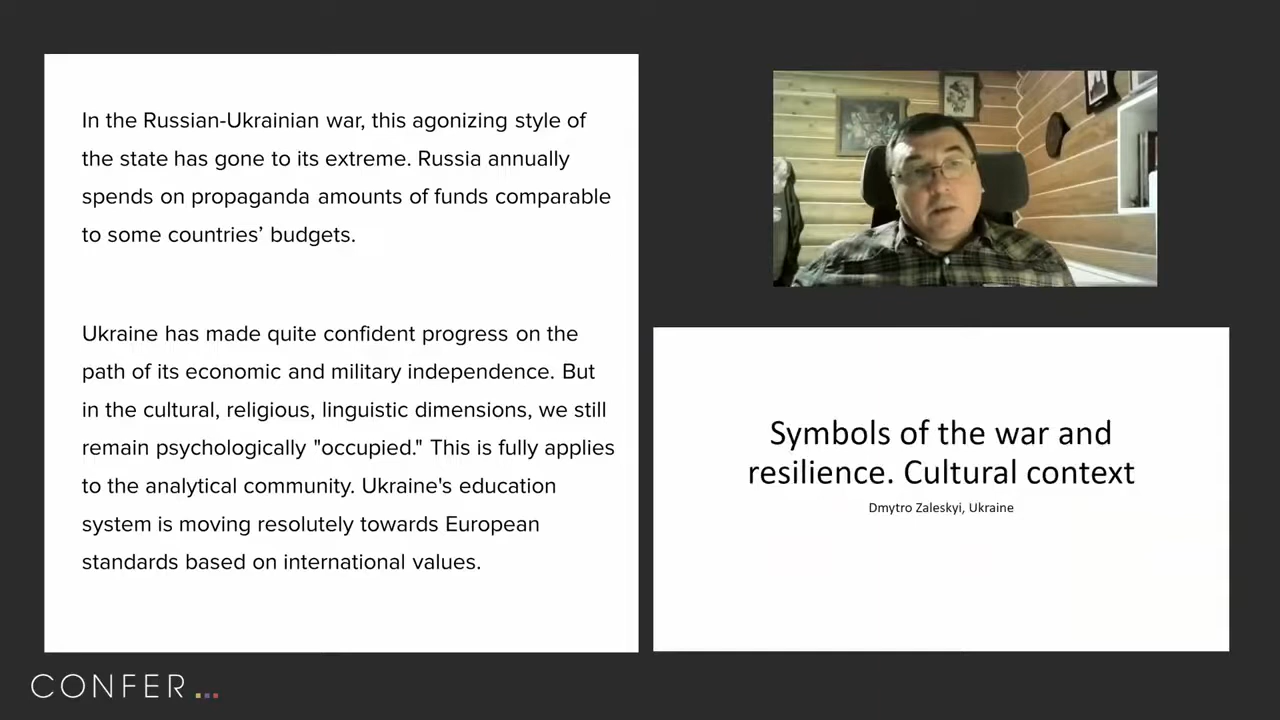 In the Russian-Ukrainian war, this agonizing style of
the state has gone to its extreme. Russia annually
spends on propaganda amounts of funds comparable
to some countries’ budgets.
Ukraine has made quite confident progress on the
path of its economic and military independence. But
in the cultural, religious, linguistic dimensions, we still
remain psychologically "occupied." This is fully applies
to the analytical community. Ukraine's education
system is moving resolutely towards European
standards based on international values.
Symbols of the war and
resilience. Cultural context
Dmytro Zaleskyi, Ukraine
CONFER...